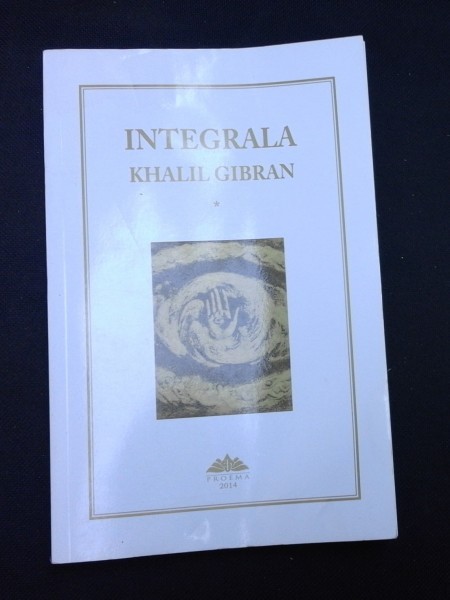 INTEGRALA
KHALIL GIBRAN
*
PROEMA
2014